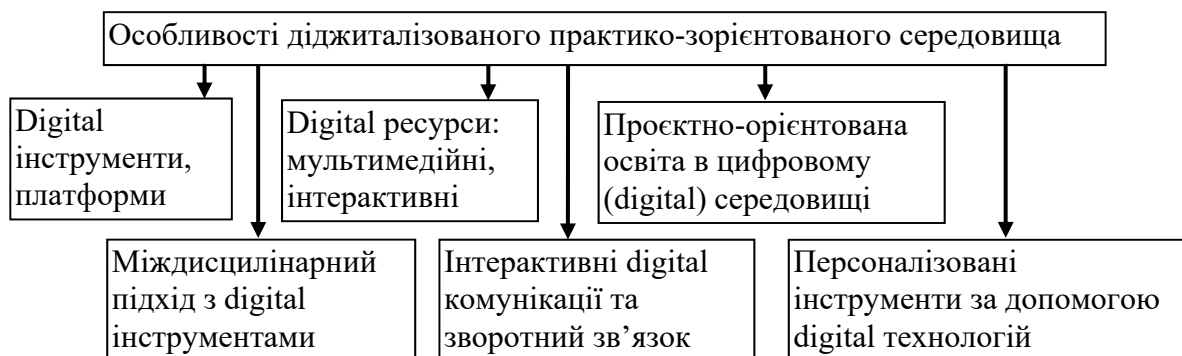 Особливості діджиталізованого практико-зорієнтованого середовища
Digital
інструменти,
платформи
Digital ресурси:
мультимедійні,
інтерактивні
Проєктно-орієнтована
освіта в цифровому
(digital) середовищі
Міждисцилінарний
підхід з digital
інструментами
Інтерактивні digital
комунікації та
зворотний зв’язок
Персоналізовані
інструменти за допомогою
digital технологій